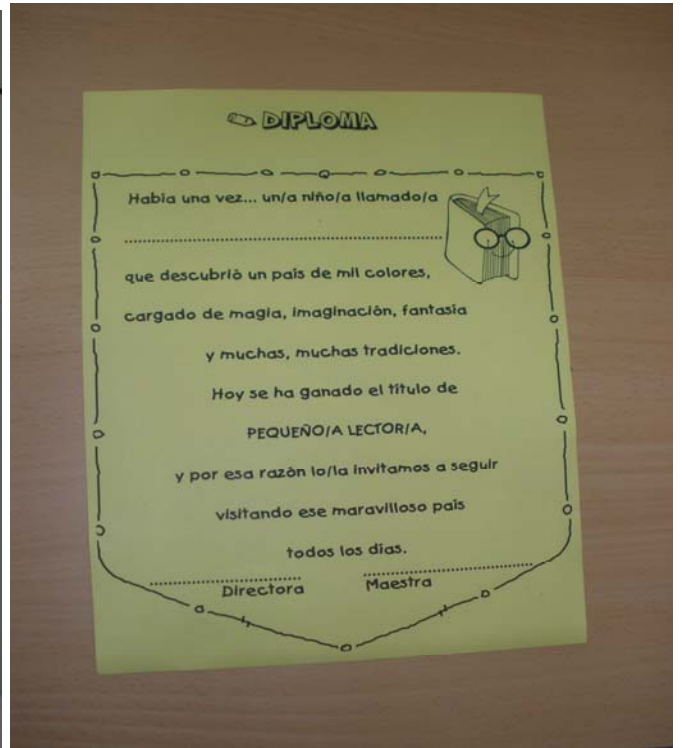 DIPLOMA
Había una vez... un/a niño/a llamado/a
................................................................
que descubrió un país de mil colores,
cargado de magia, imaginación, fantasía
y muchas, muchas tradiciones.
Hoy se ha ganado el título de
PEQUEÑO/A LECTOR/A,
y por esa razón lo/la invitamos a seguir
visitando ese maravilloso país
todos los días.
Directora Maestra